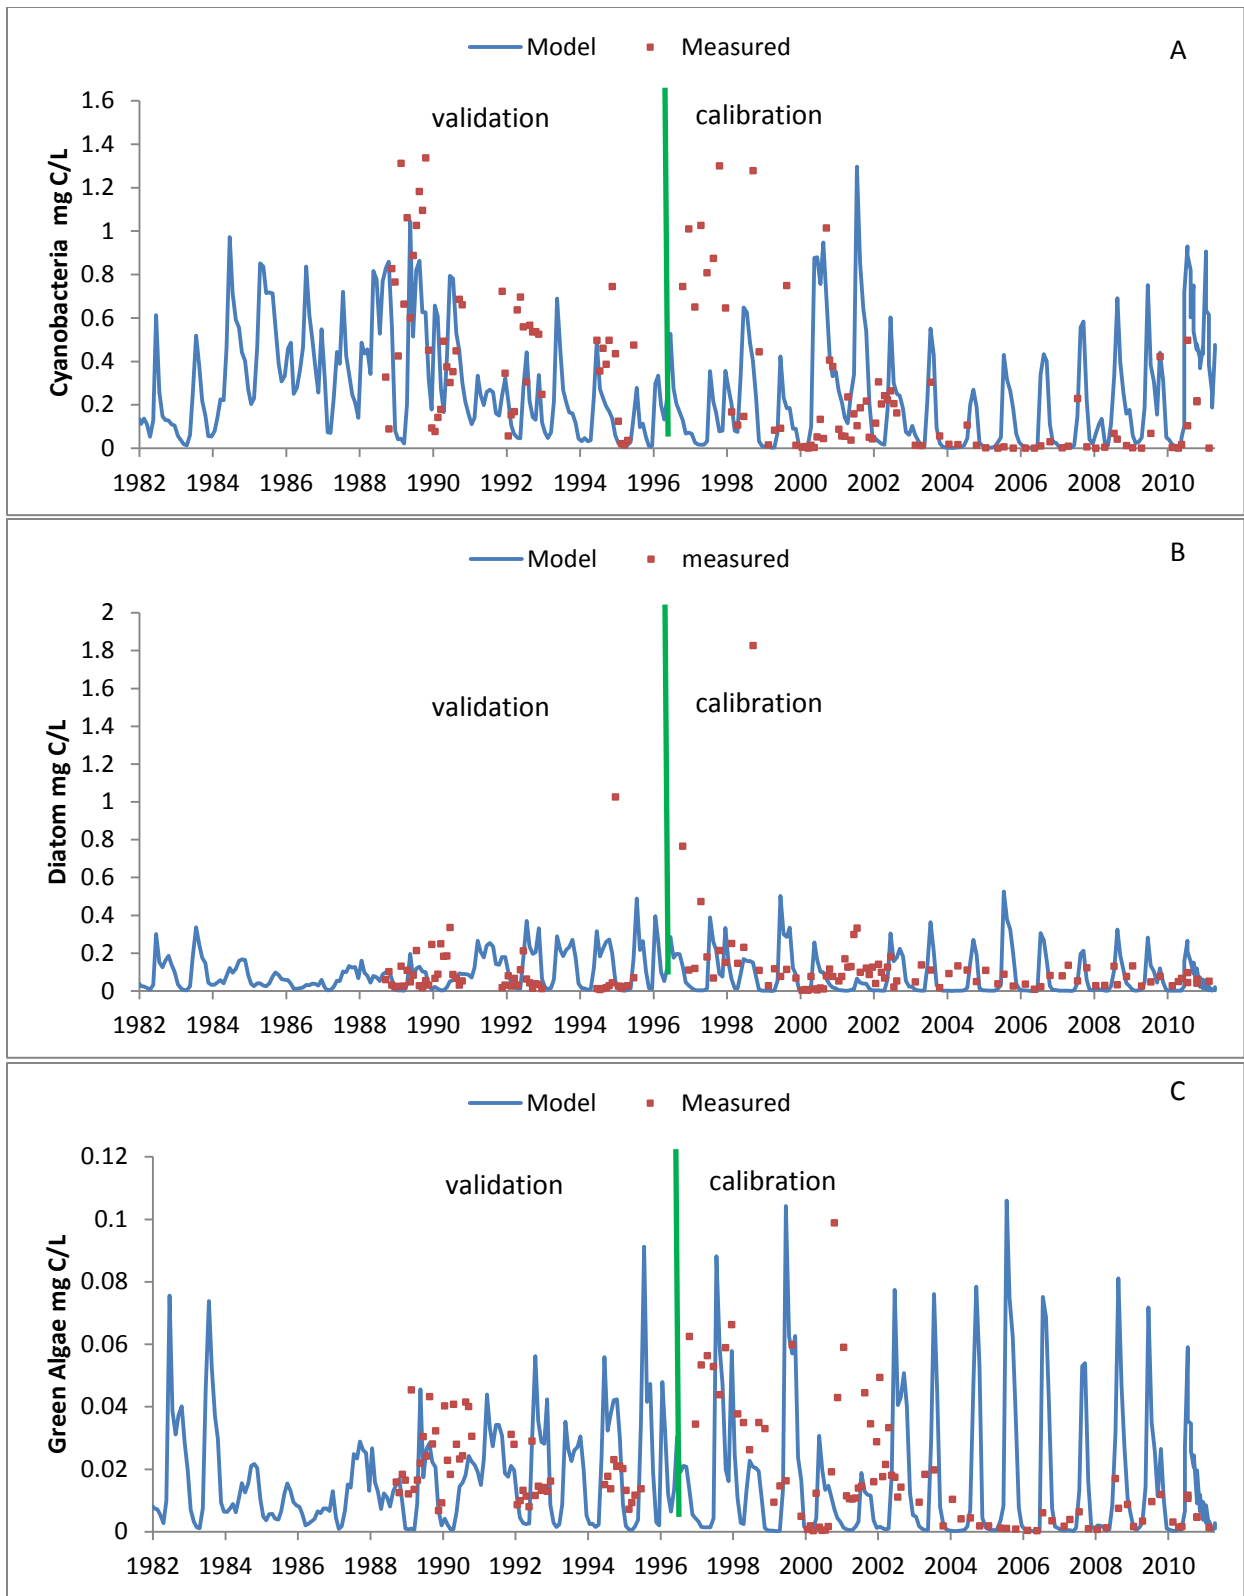 Model Measured A
validation calibration
Cyanobacteria mg C/L
1.6
1.4
1.2
1
0.8
0.6
0.4
0.2
0
1982 1984 1986 1988 1990 1992 1994 1996 1998 2000 2002 2004 2006 2008 2010
Model measured B
validation calibration
Diatom mg C/L
2
1.8
1.6
1.4
1.2
1
0.8
0.6
0.4
0.2
0
1982 1984 1986 1988 1990 1992 1994 1996 1998 2000 2002 2004 2006 2008 2010
Model Measured C
validation calibration
Green Algae mg C/L
0.12
0.1
0.08
0.06
0.04
0.02
0
1982 1984 1986 1988 1990 1992 1994 1996 1998 2000 2002 2004 2006 2008 2010